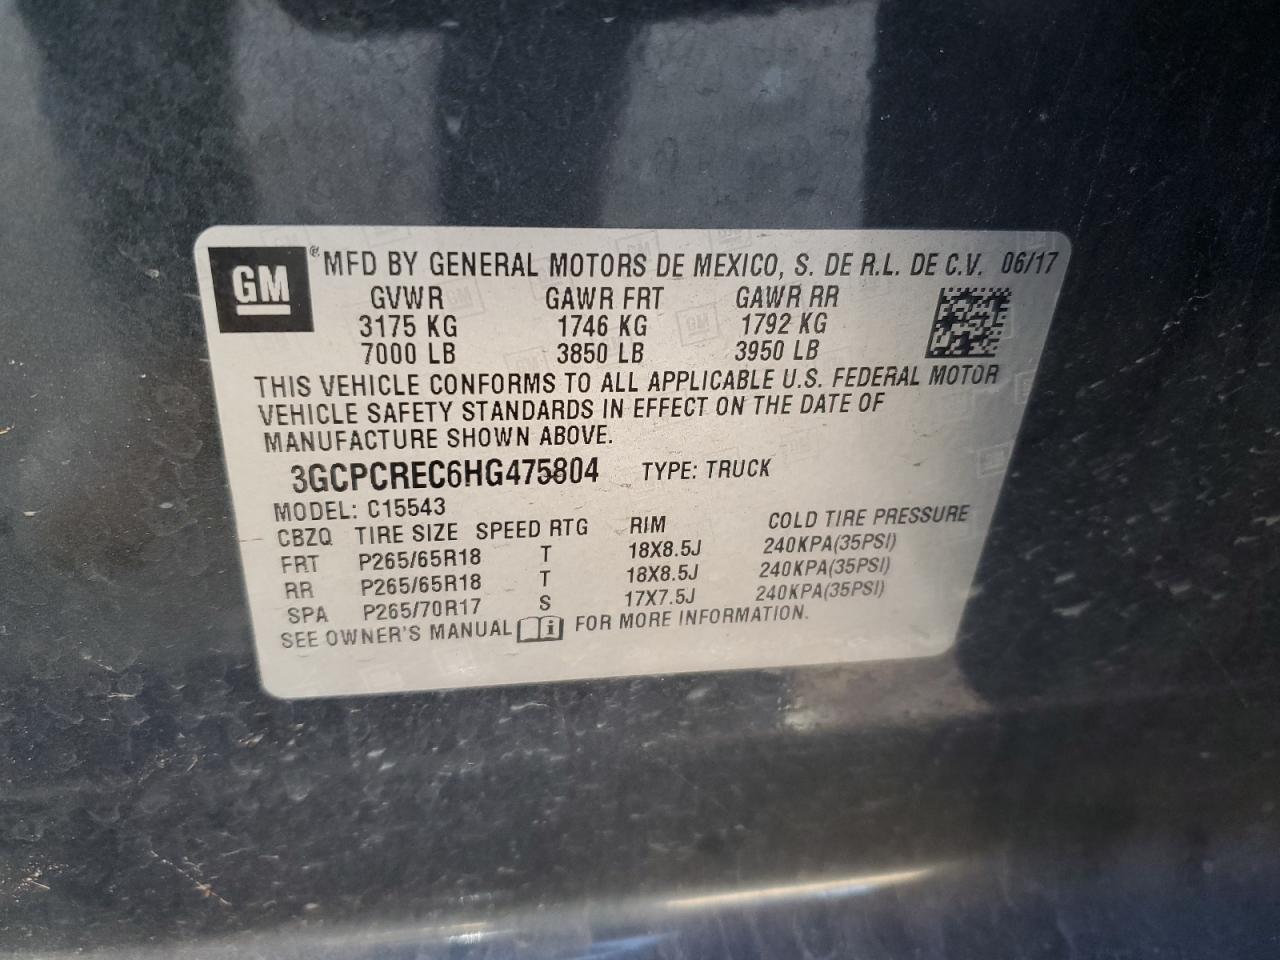 GM
® MFD BY GENERAL MOTORS DE MEXICO, S. DE R.L. DE C.V. 06/17
GVWR GAWR FRT GAWR RR
3175 KG 1746 KG 1792 KG
7000 LB 3850 LB 3950 LB
THIS VEHICLE CONFORMS TO ALL APPLICABLE U.S. FEDERAL MOTOR
VEHICLE SAFETY STANDARDS IN EFFECT ON THE DATE OF
MANUFACTURE SHOWN ABOVE.
3GCPCREC6HG475804 TYPE: TRUCK
MODEL: C15543
CBZQ TIRE SIZE SPEED RTG RIM COLD TIRE PRESSURE
FRT P265/65R18 T 18X8.5J 240KPA(35PSI)
RR P265/65R18 T 18X8.5J 240KPA(35PSI)
SPA P265/70R17 S 17X7.5J 240KPA(35PSI)
SEE OWNER'S MANUAL i FOR MORE INFORMATION.